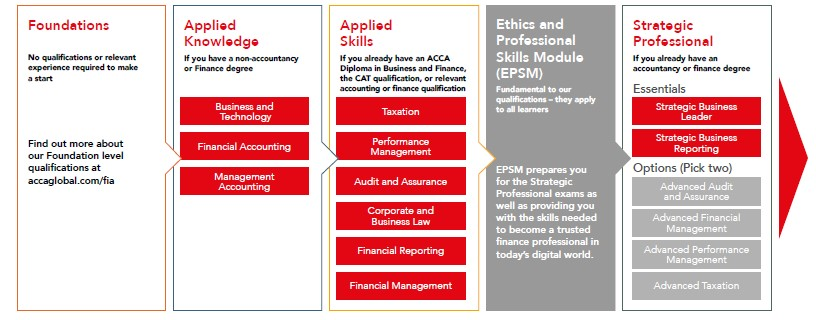 Foundations
No qualifications or relevant
experience required to make
a start
Find out more about
our Foundation level
qualifications at
accaglobal.com/fia
Applied
Knowledge
If you have a non-accountancy
or Finance degree
Business and
Technology
Financial Accounting
Management
Accounting
Applied
Skills
If you already have an ACCA
Diploma in Business and Finance,
the CAT qualification, or relevant
accounting or finance qualification
Taxation
Performance
Management
Audit and Assurance
Corporate and
Business Law
Financial Reporting
Financial Management
Ethics and
Professional
Skills Module
(EPSM)
Fundamental to our
qualifications – they apply
to all learners
EPSM prepares you
for the Strategic
Professional exams as
well as providing you
with the skills needed
to become a trusted
finance professional in
today's digital world.
Strategic
Professional
If you already have an
accountancy or finance degree
Essentials
Strategic Business
Leader
Strategic Business
Reporting
Options (Pick two)
Advanced Audit
and Assurance
Advanced Financial
Management
Advanced Performance
Management
Advanced Taxation